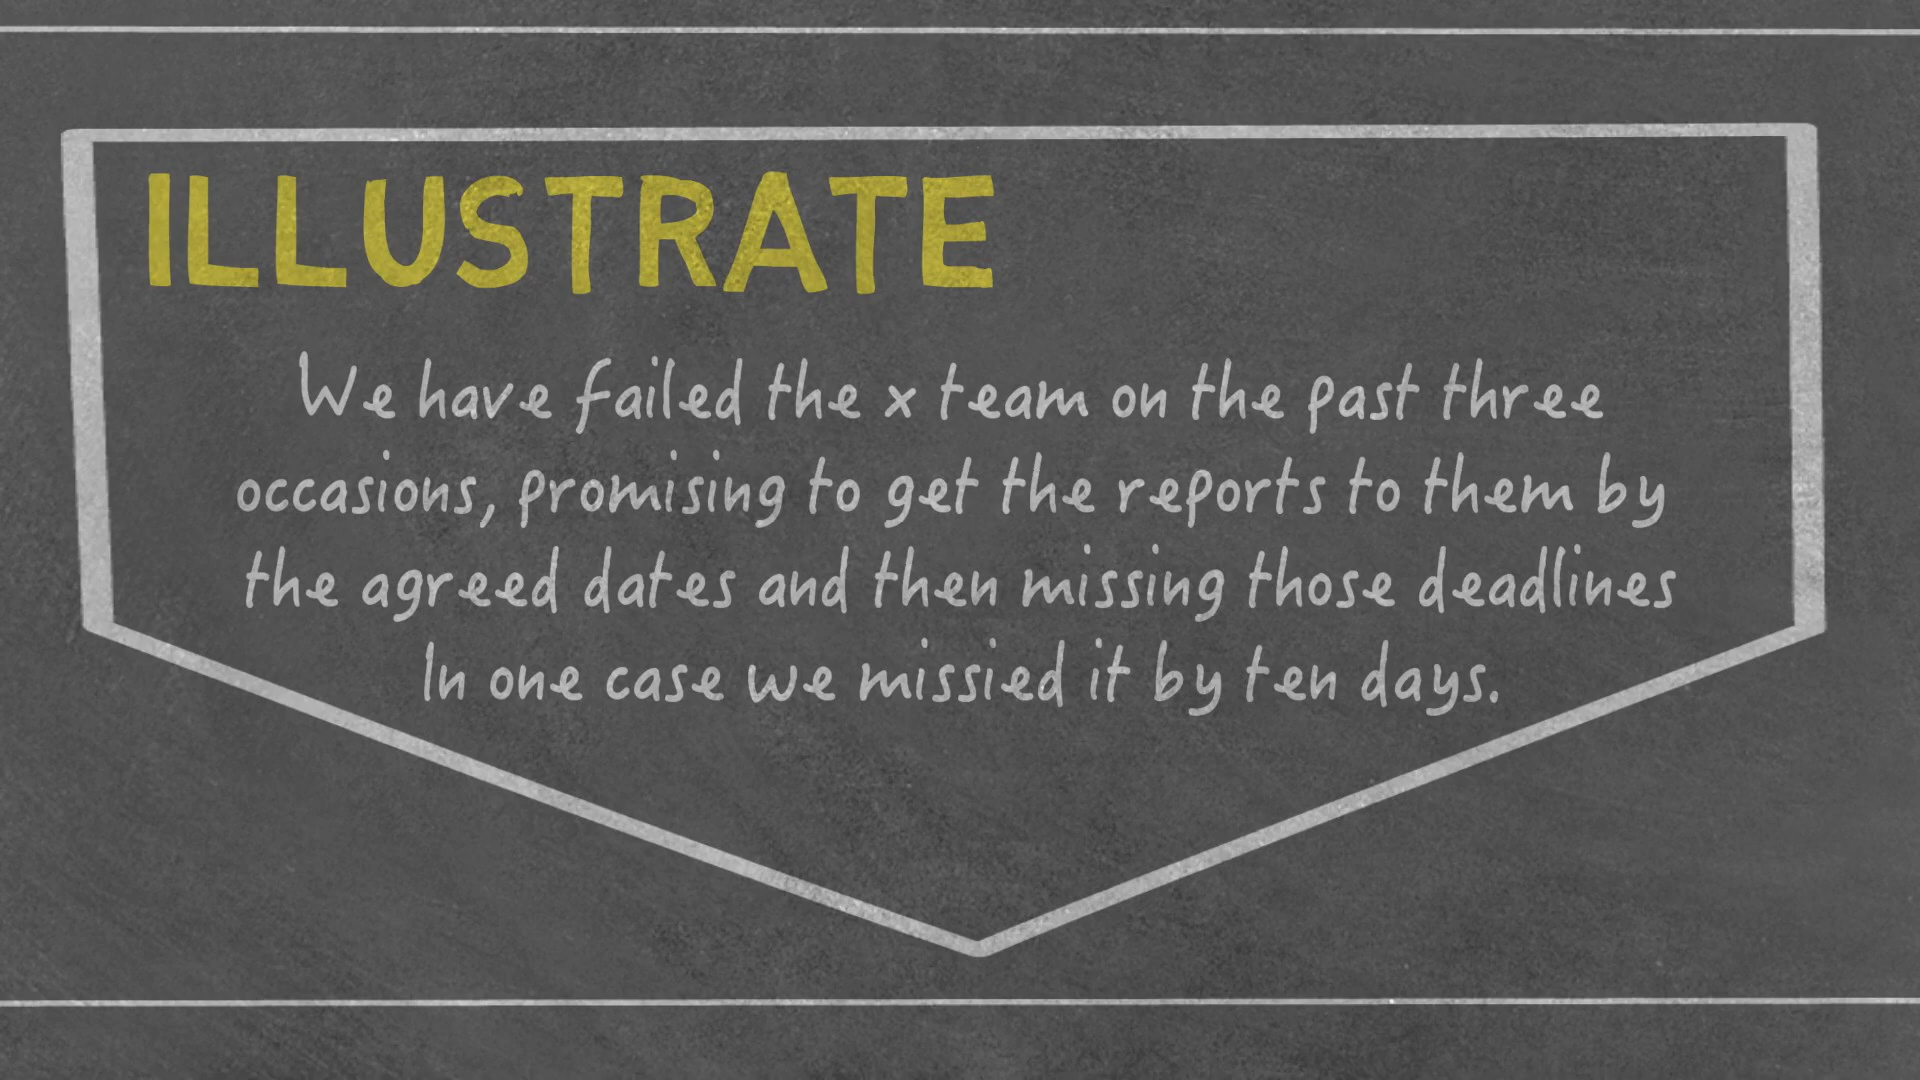 ILLUSTRATE
We have failed the x team on the past three
occasions, promising to get the reports to them by
the agreed dates and then missing those deadlines
In one case we missied it by ten days.